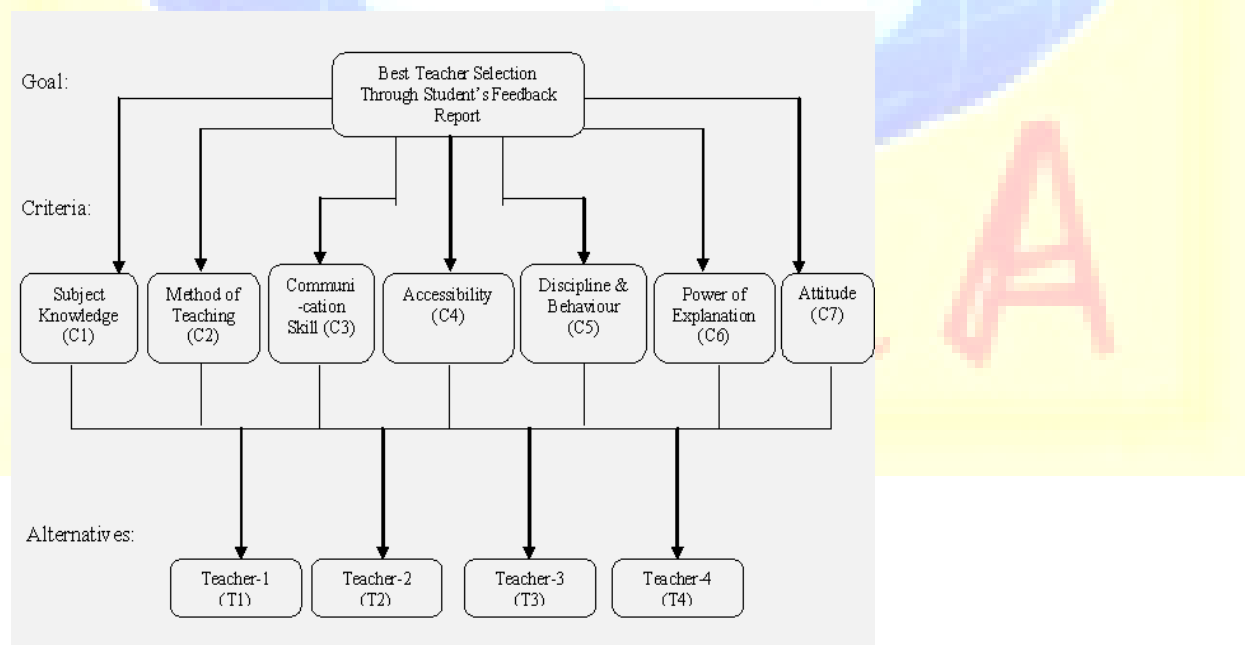 Goal:
Best Teacher Selection
Through Student's Feedback
Report
Criteria:
Subject
Knowledge
(C1)
Method of
Teaching
(C2)
Communi
-cation
Skill (C3)
Accessibility
(C4)
Discipline &
Behaviour
(C5)
Power of
Explanation
(C6)
Attitude
(C7)
Alternatives:
Teacher-1
(T1)
Teacher-2
(T2)
Teacher-3
(T3)
Teacher-4
(T4)
A